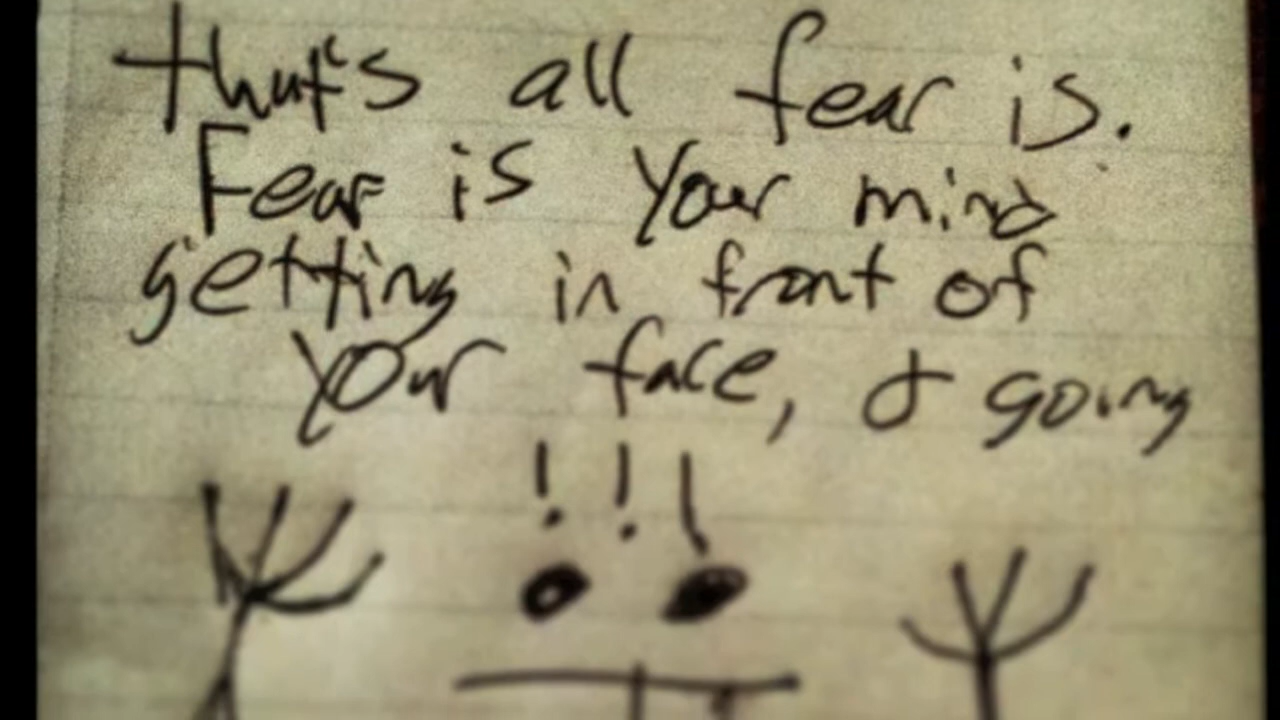 that's all fear is.
Fear is your mind
getting in front of
your face, & going
!!!